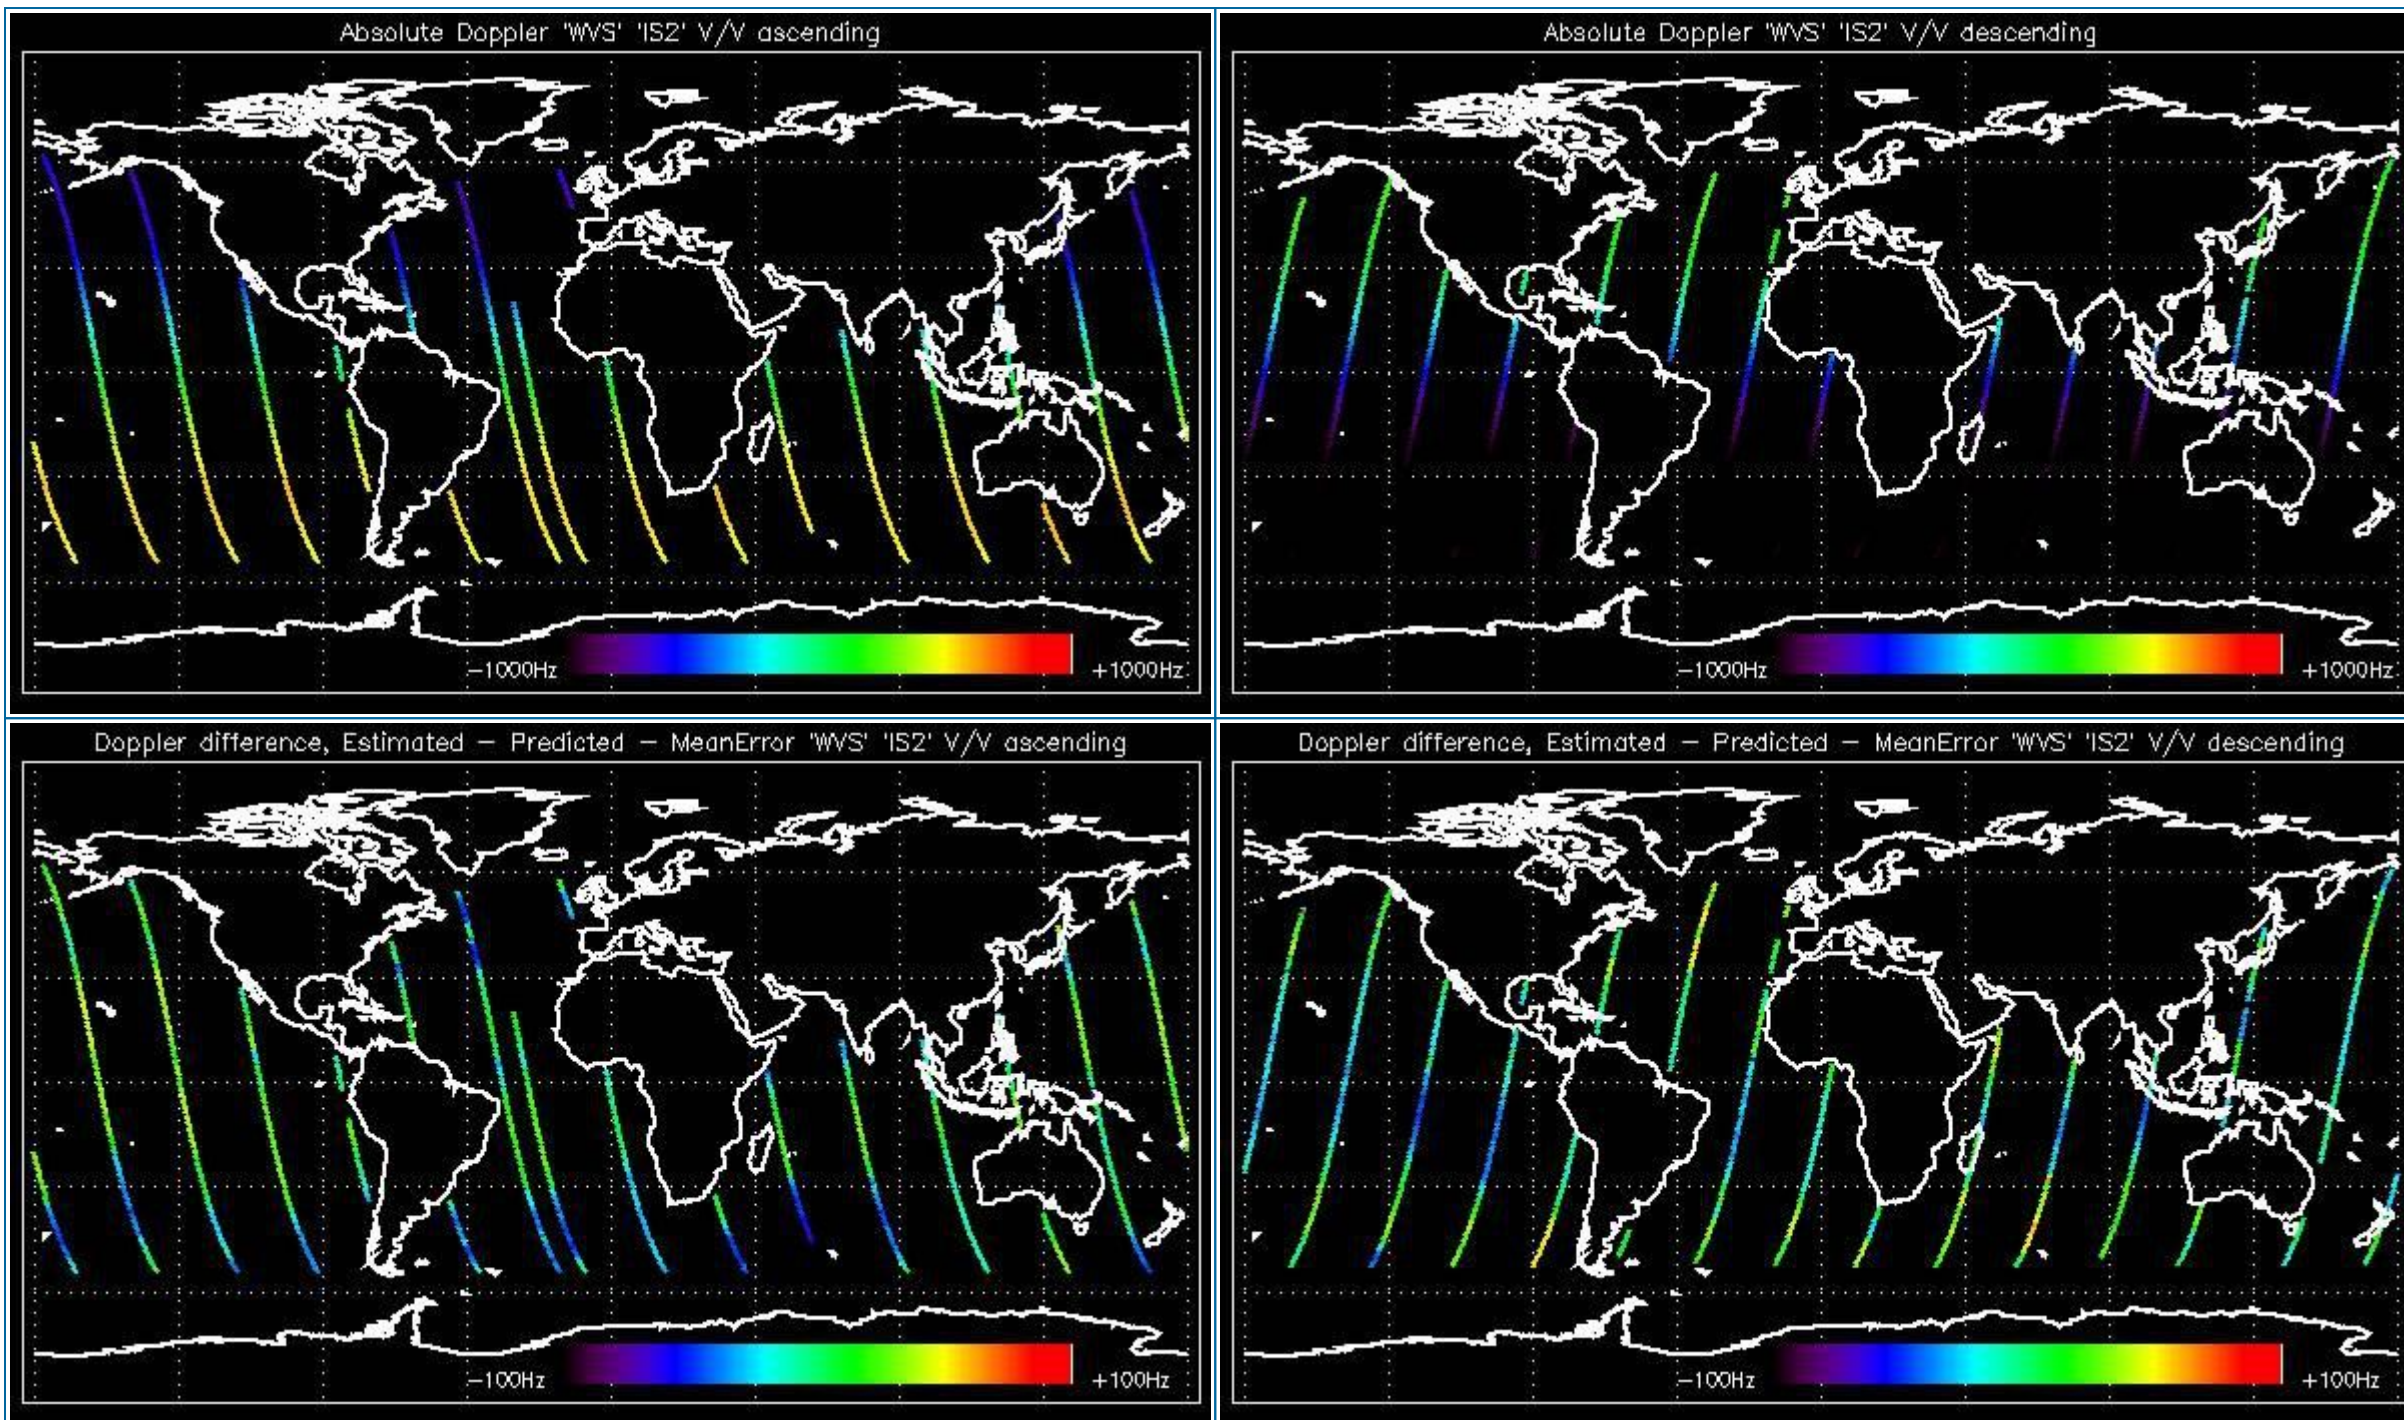 Absolute Doppler 'WVS' 'IS2' V/V ascending
-1000Hz
+1000Hz
Absolute Doppler 'WVS' 'IS2' V/V descending
-1000Hz
+1000Hz
Doppler difference, Estimated - Predicted - MeanError 'WVS' 'IS2' V/V ascending
-100Hz
+100Hz
Doppler difference, Estimated - Predicted - MeanError 'WVS' 'IS2' V/V descending
-100Hz
+100Hz